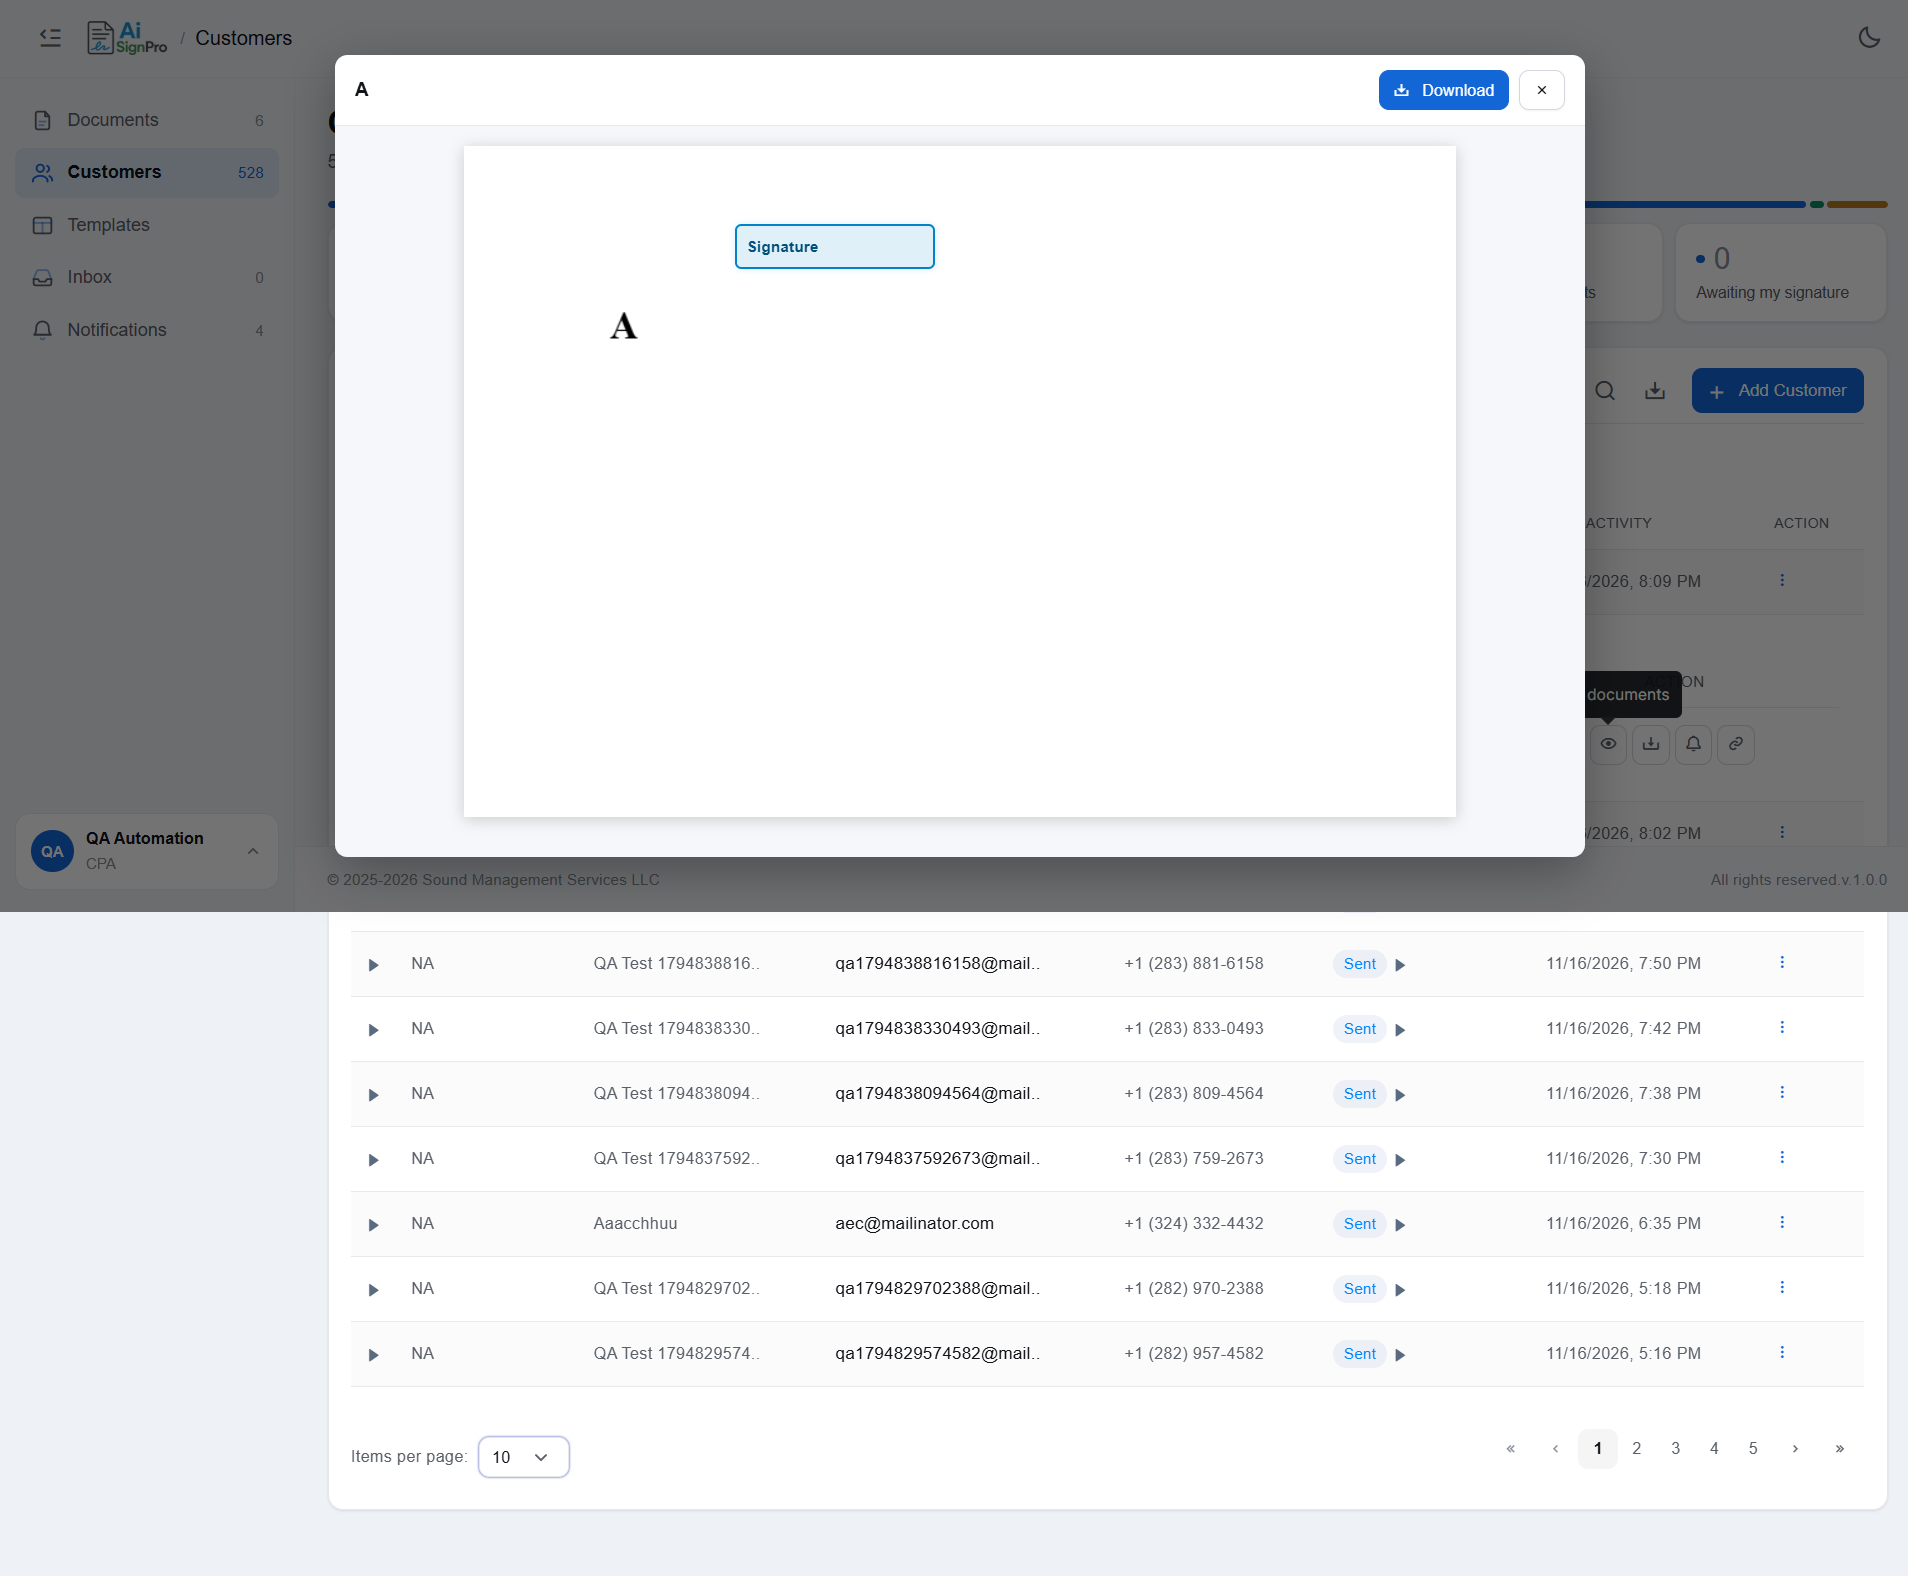 Ai SignPro / Customers
Documents 6
Customers 528
Templates
Inbox 0
Notifications 4
QA
QA Automation
CPA
A
Download ×
Signature
A
5
ts
0
Awaiting my signature
+ Add Customer
ACTIVITY ACTION
/2026, 8:09 PM
ACTION
documents
/2026, 8:02 PM
© 2025-2026 Sound Management Services LLC
All rights reserved.v.1.0.0
NA QA Test 1794838816.. qa1794838816158@mail.. +1 (283) 881-6158 Sent 11/16/2026, 7:50 PM
NA QA Test 1794838330.. qa1794838330493@mail.. +1 (283) 833-0493 Sent 11/16/2026, 7:42 PM
NA QA Test 1794838094.. qa1794838094564@mail.. +1 (283) 809-4564 Sent 11/16/2026, 7:38 PM
NA QA Test 1794837592.. qa1794837592673@mail.. +1 (283) 759-2673 Sent 11/16/2026, 7:30 PM
NA Aaacchhuu aec@mailinator.com +1 (324) 332-4432 Sent 11/16/2026, 6:35 PM
NA QA Test 1794829702.. qa1794829702388@mail.. +1 (282) 970-2388 Sent 11/16/2026, 5:18 PM
NA QA Test 1794829574.. qa1794829574582@mail.. +1 (282) 957-4582 Sent 11/16/2026, 5:16 PM
Items per page: 10
« ‹ 1 2 3 4 5 › »